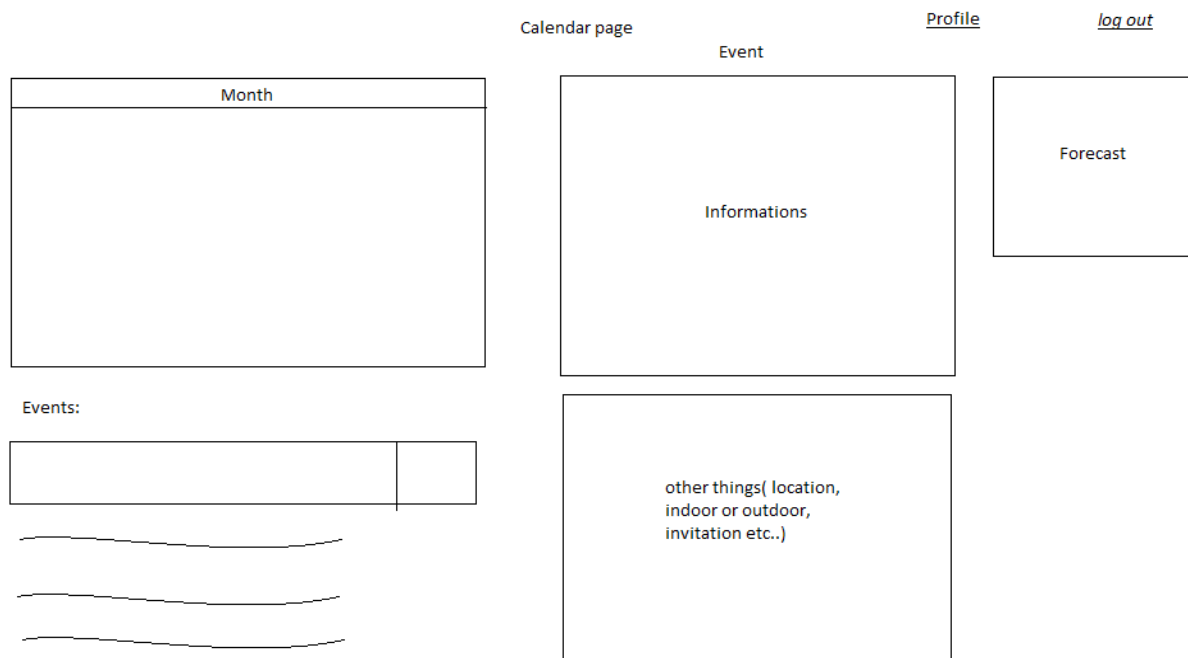 Calendar page
Profile
log out
Event
Month
Forecast
Informations
Events:
other things( location,
indoor or outdoor,
invitation etc..)